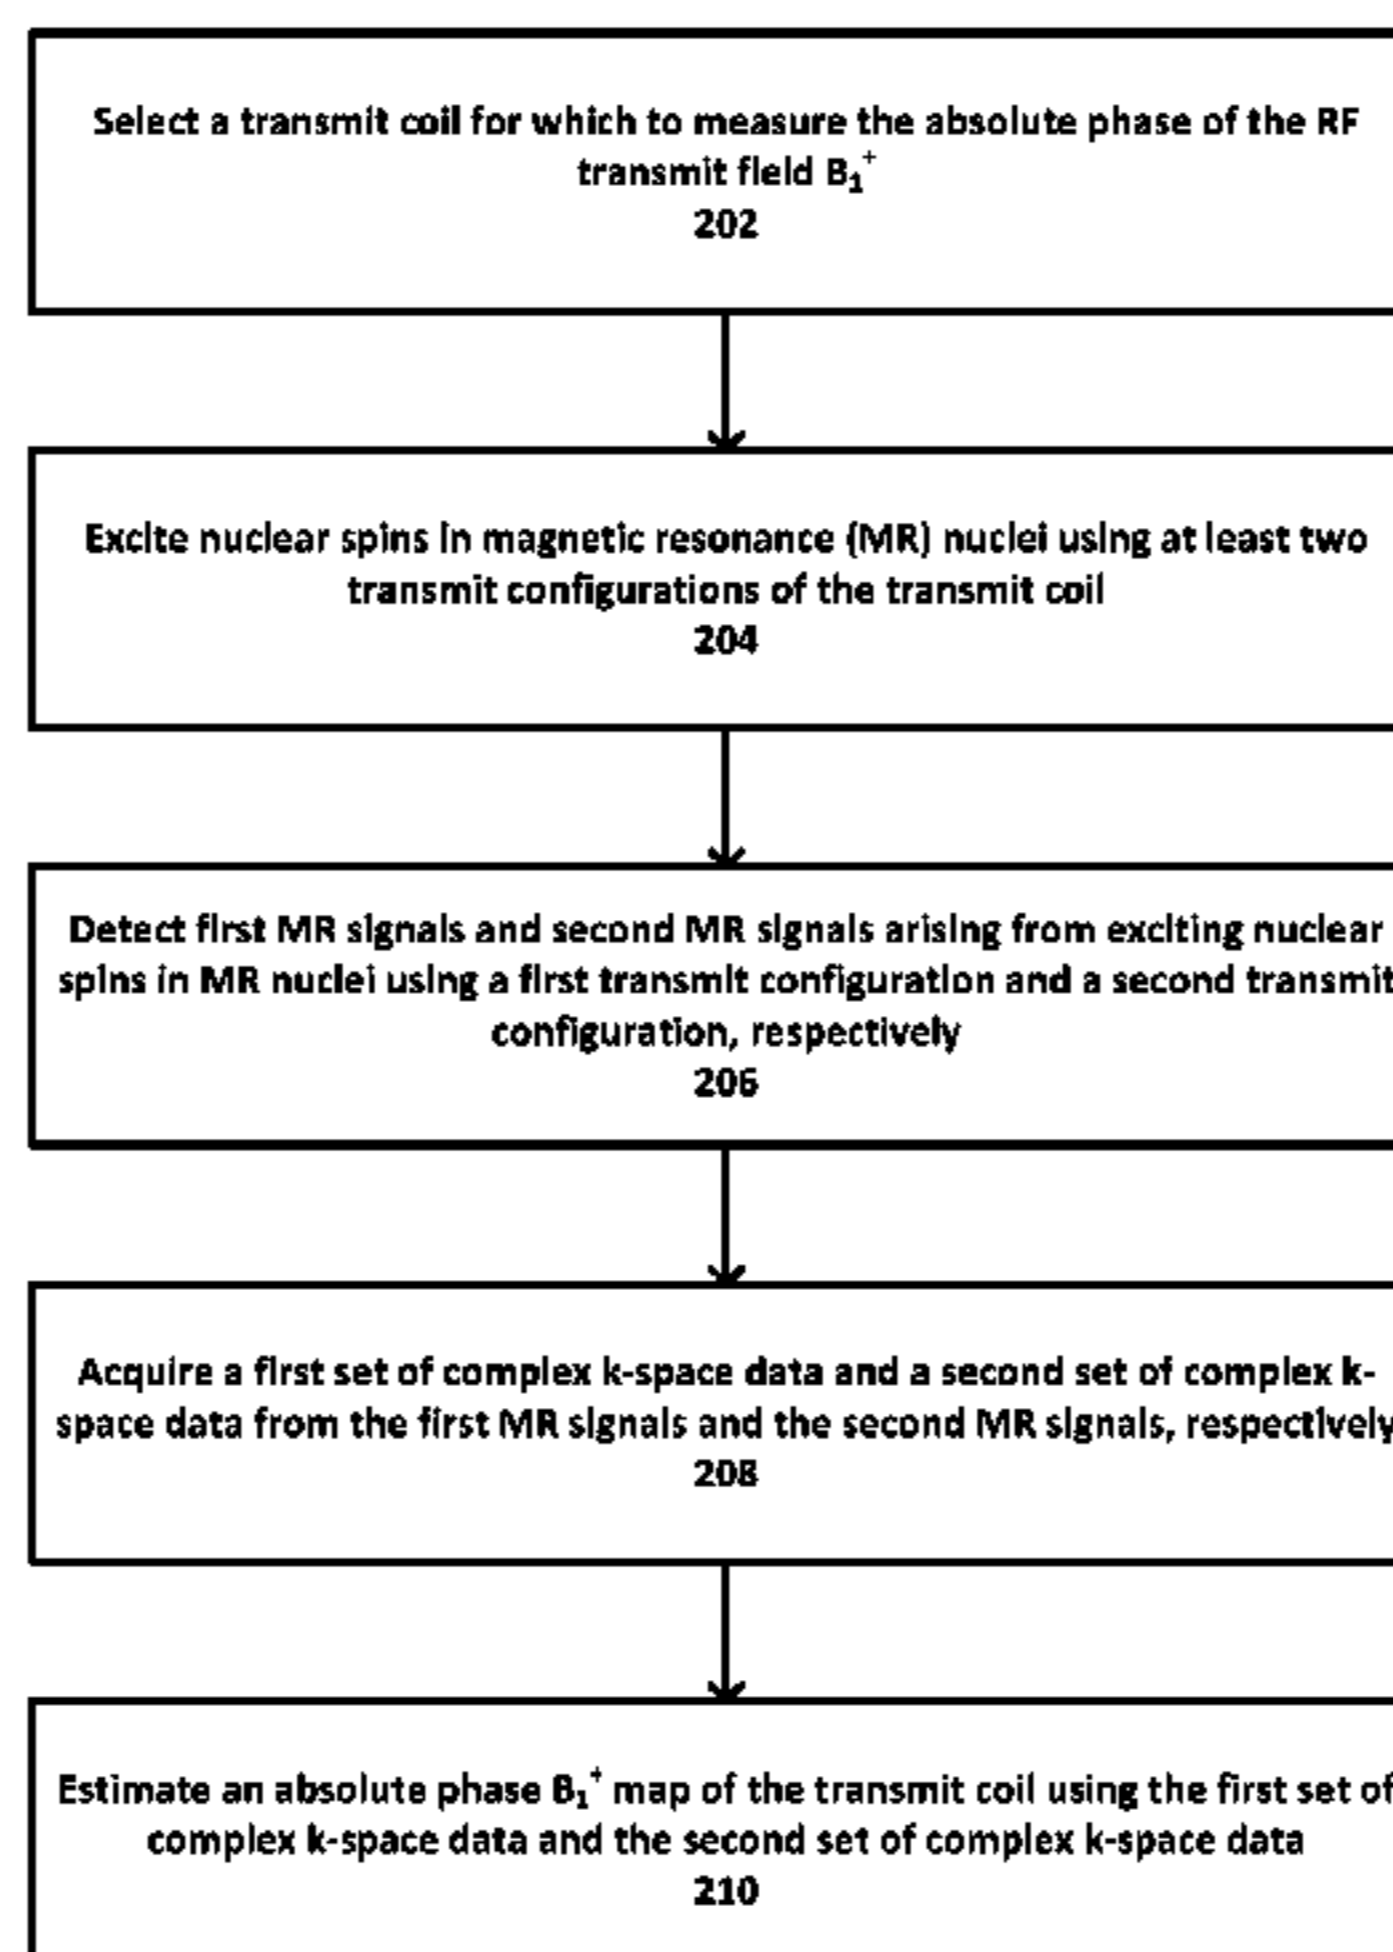 Select a transmit coil for which to measure the absolute phase of the RF
transmit field B₁⁺
202
Excite nuclear spins in magnetic resonance (MR) nuclei using at least two
transmit configurations of the transmit coil
204
Detect first MR signals and second MR signals arising from exciting nuclear
spins in MR nuclei using a first transmit configuration and a second transmit
configuration, respectively
206
Acquire a first set of complex k-space data and a second set of complex k-
space data from the first MR signals and the second MR signals, respectively
208
Estimate an absolute phase B₁⁺ map of the transmit coil using the first set of
complex k-space data and the second set of complex k-space data
210